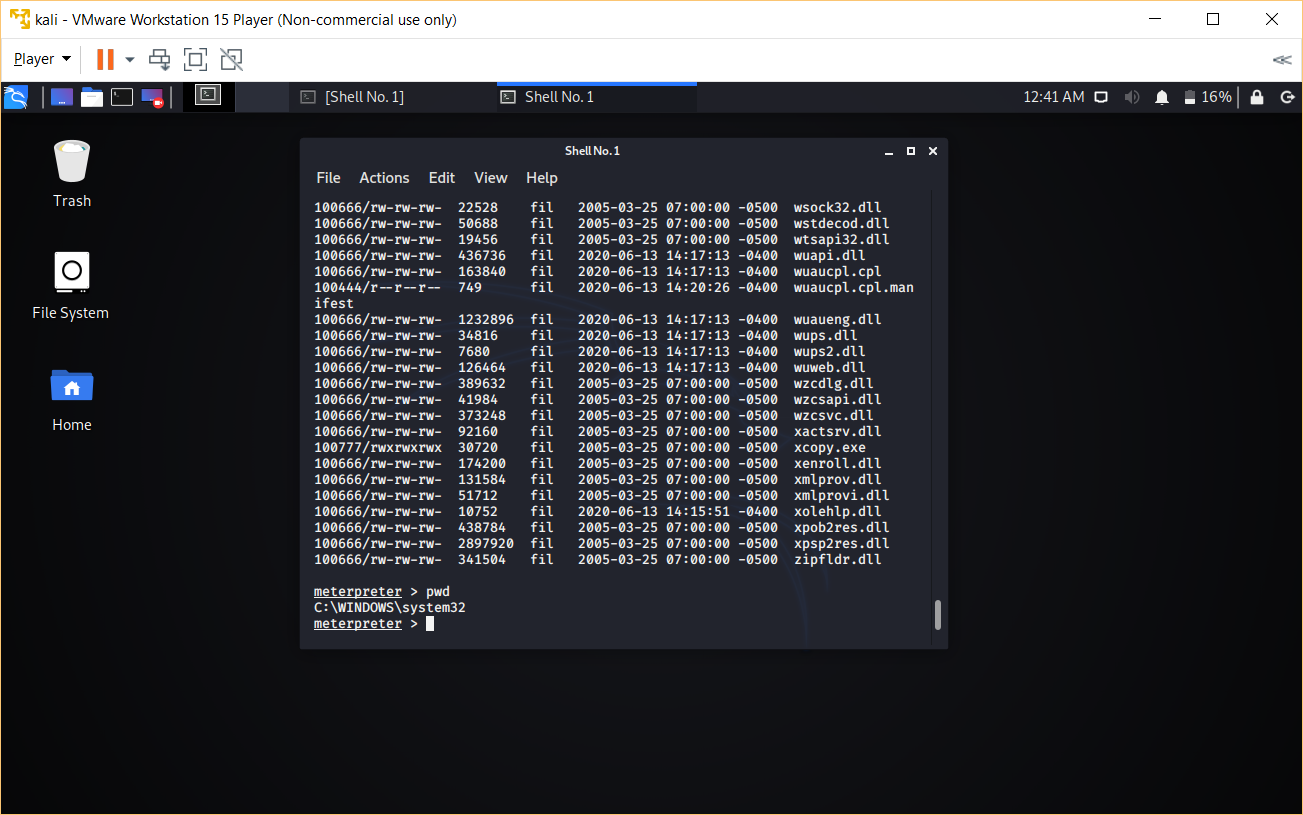 kali - VMware Workstation 15 Player (Non-commercial use only)
Player
[Shell No. 1]
Shell No. 1
12:41 AM
16%
Trash
File System
Home
Shell No. 1
File Actions Edit View Help
100666/rw-rw-rw- 22528 fil 2005-03-25 07:00:00 -0500 wsock32.dll
100666/rw-rw-rw- 50688 fil 2005-03-25 07:00:00 -0500 wstdecod.dll
100666/rw-rw-rw- 19456 fil 2005-03-25 07:00:00 -0500 wtsapi32.dll
100666/rw-rw-rw- 436736 fil 2020-06-13 14:17:13 -0400 wuapi.dll
100666/rw-rw-rw- 163840 fil 2020-06-13 14:17:13 -0400 wuaucpl.cpl
100444/r--r--r-- 749 fil 2020-06-13 14:20:26 -0400 wuaucpl.cpl.man
ifest
100666/rw-rw-rw- 1232896 fil 2020-06-13 14:17:13 -0400 wuaueng.dll
100666/rw-rw-rw- 34816 fil 2020-06-13 14:17:13 -0400 wups.dll
100666/rw-rw-rw- 7680 fil 2020-06-13 14:17:13 -0400 wups2.dll
100666/rw-rw-rw- 126464 fil 2020-06-13 14:17:13 -0400 wuweb.dll
100666/rw-rw-rw- 389632 fil 2005-03-25 07:00:00 -0500 wzcdlg.dll
100666/rw-rw-rw- 41984 fil 2005-03-25 07:00:00 -0500 wzcsapi.dll
100666/rw-rw-rw- 373248 fil 2005-03-25 07:00:00 -0500 wzcsvc.dll
100666/rw-rw-rw- 92160 fil 2005-03-25 07:00:00 -0500 xactsrv.dll
100777/rwxrwxrwx 30720 fil 2005-03-25 07:00:00 -0500 xcopy.exe
100666/rw-rw-rw- 174200 fil 2005-03-25 07:00:00 -0500 xenroll.dll
100666/rw-rw-rw- 131584 fil 2005-03-25 07:00:00 -0500 xmlprov.dll
100666/rw-rw-rw- 51712 fil 2005-03-25 07:00:00 -0500 xmlprovi.dll
100666/rw-rw-rw- 10752 fil 2020-06-13 14:15:51 -0400 xolehlp.dll
100666/rw-rw-rw- 438784 fil 2005-03-25 07:00:00 -0500 xpob2res.dll
100666/rw-rw-rw- 2897920 fil 2005-03-25 07:00:00 -0500 xpsp2res.dll
100666/rw-rw-rw- 341504 fil 2005-03-25 07:00:00 -0500 zipfldr.dll
meterpreter > pwd
C:\WINDOWS\system32
meterpreter >